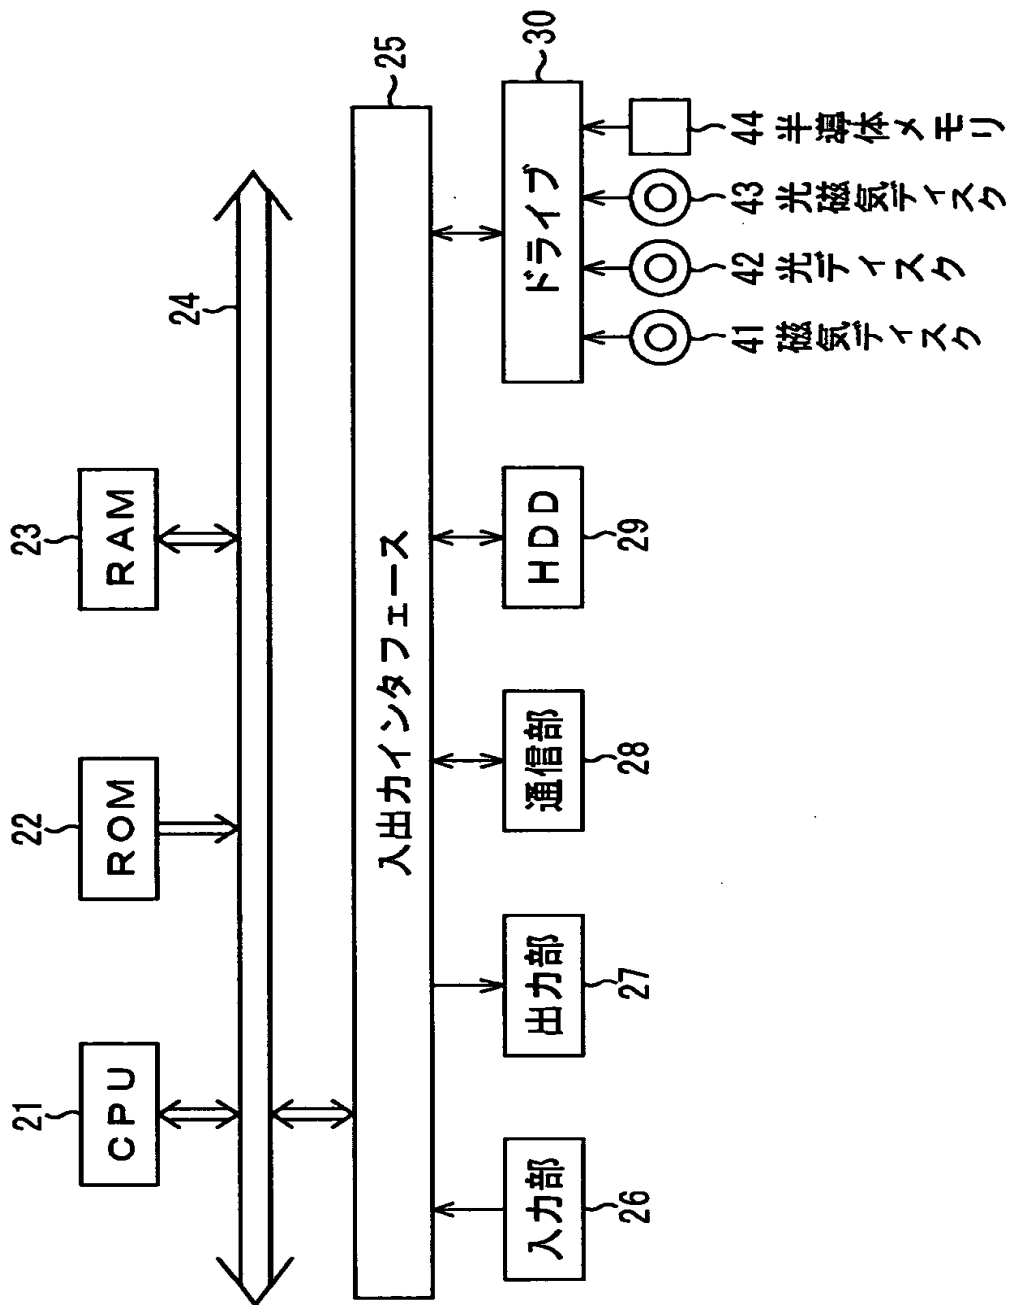 21
CPU
22
ROM
23
RAM
24
25
入出力インタフェース
入力部
26
出力部
27
通信部
28
HDD
29
30
ドライブ
41 磁気ディスク
42 光ディスク
43 光磁気ディスク
44 半導体メモリ